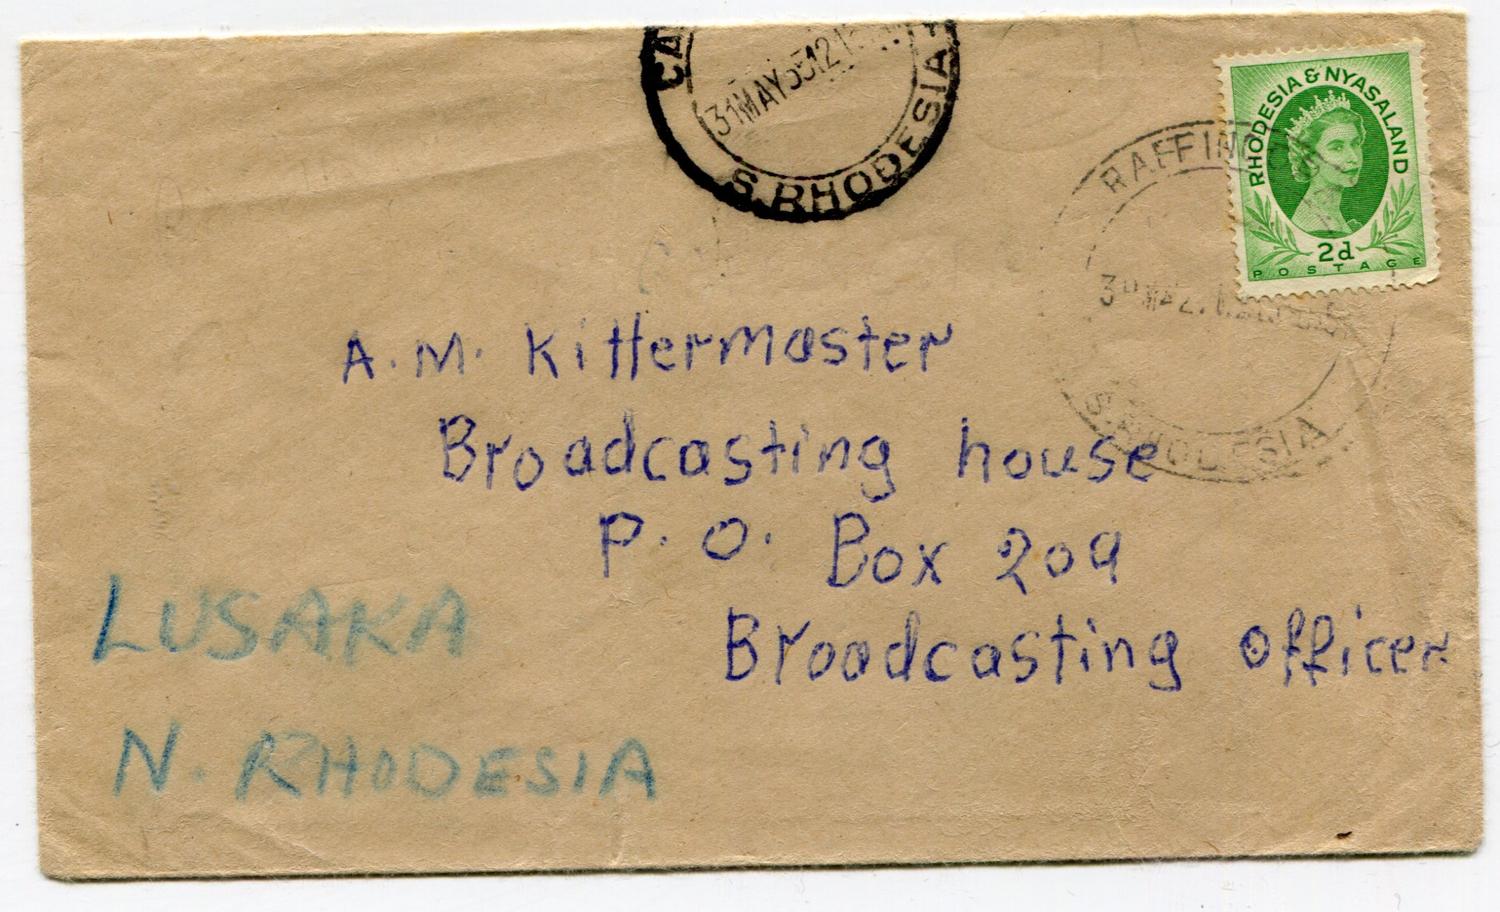 31 MAY 55 12
S. RHODESIA
RHODESIA & NYASALAND
2d
POSTAGE
S. RHODESIA
A. M. Kittermaster
Broadcasting house
P. O. Box 209
Broadcasting Officer
LUSAKA
N. RHODESIA